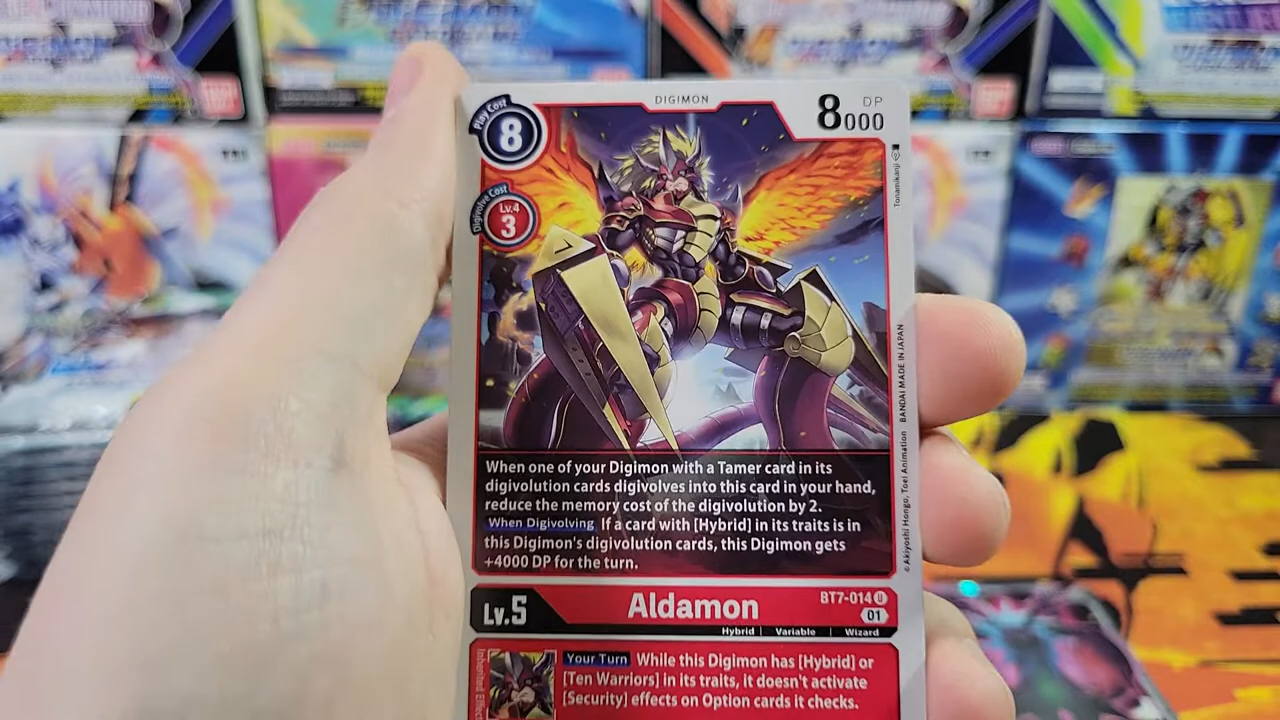 DIGIMON
Play Cost
8
DP
8000
Digivolve Cost
Lv.4
3
Tonamikanji
BANDAI MADE IN JAPAN
©Akiyoshi Hongo, Toei Animation
When one of your Digimon with a Tamer card in its
digivolution cards digivolves into this card in your hand,
reduce the memory cost of the digivolution by 2.
When Digivolving If a card with [Hybrid] in its traits is in
this Digimon's digivolution cards, this Digimon gets
+4000 DP for the turn.
Lv.5
Aldamon
BT7-014 U
01
Hybrid | Variable | Wizard
Inherited Effect
Your Turn While this Digimon has [Hybrid] or
[Ten Warriors] in its traits, it doesn't activate
[Security] effects on Option cards it checks.